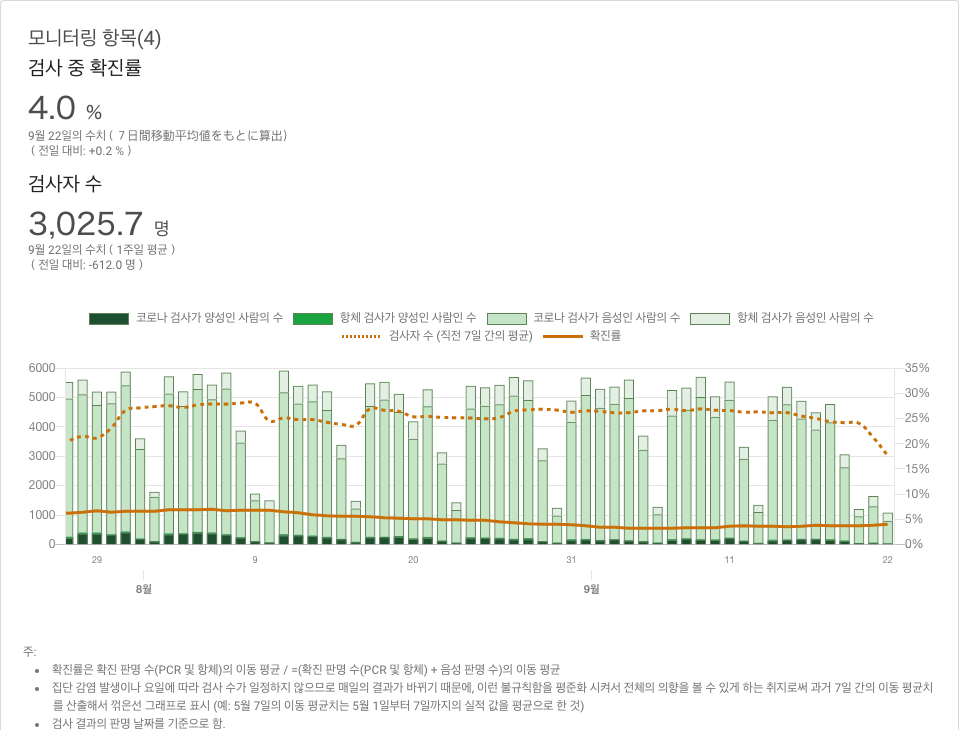 모니터링 항목(4)
검사 중 확진률
4.0 %
9월 22일의 수치 ( 7日間移動平均値をもとに算出)
( 전일 대비: +0.2 % )
검사자 수
3,025.7 명
9월 22일의 수치 ( 1주일 평균 )
( 전일 대비: -612.0 명 )
코로나 검사가 양성인 사람의 수 항체 검사가 양성인 사람인 수 코로나 검사가 음성인 사람의 수 항체 검사가 음성인 사람의 수
검사자 수 (직전 7일 간의 평균) 확진률
6000 35%
5000 30%
4000 25%
3000 20%
2000 15%
1000 10%
0 5%
0%
29 9 20 31 11 22
8월 9월
주:
확진률은 확진 판명 수(PCR 및 항체)의 이동 평균 / =(확진 판명 수(PCR 및 항체) + 음성 판명 수)의 이동 평균
집단 감염 발생이나 요일에 따라 검사 수가 일정하지 않으므로 매일의 결과가 바뀌기 때문에, 이런 불규칙함을 평준화 시켜서 전체의 의향을 볼 수 있게 하는 취지로써 과거 7일 간의 이동 평균치
를 산출해서 꺾은선 그래프로 표시 (예: 5월 7일의 이동 평균치는 5월 1일부터 7일까지의 실적 값을 평균으로 한 것)
검사 결과의 판명 날짜를 기준으로 함.